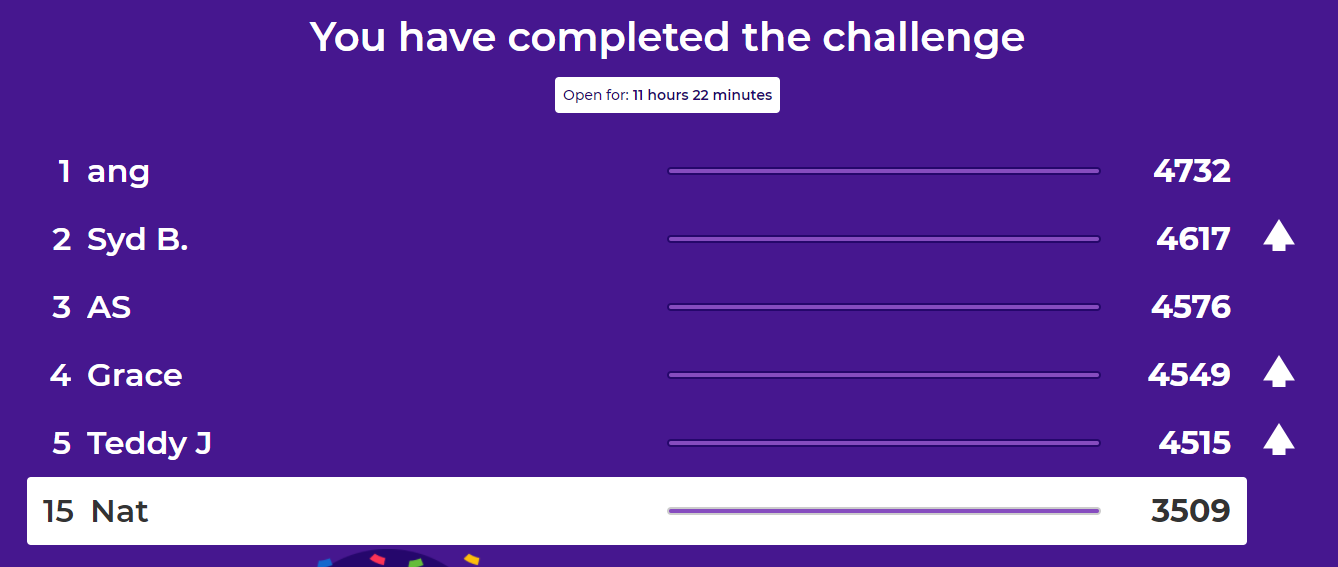 You have completed the challenge
Open for: 11 hours 22 minutes
1 ang 4732
2 Syd B. 4617
3 AS 4576
4 Grace 4549
5 Teddy J 4515
15 Nat 3509